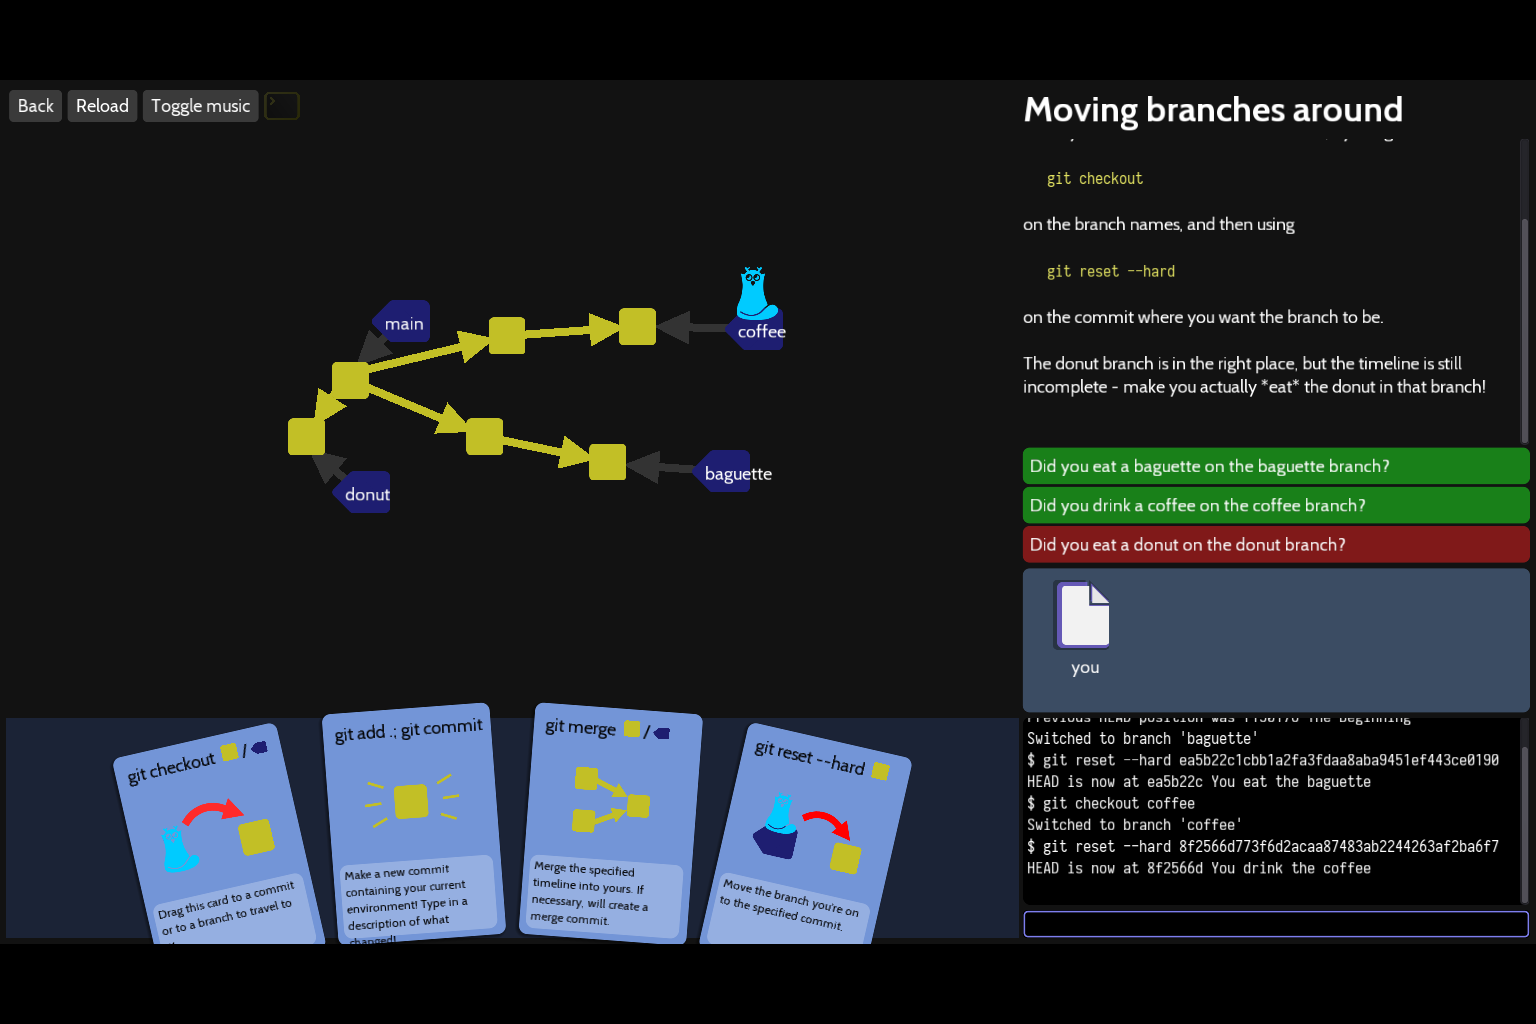 Back
Reload
Toggle music
Moving branches around
git checkout
on the branch names, and then using
git reset --hard
on the commit where you want the branch to be.
The donut branch is in the right place, but the timeline is still
incomplete - make you actually *eat* the donut in that branch!
main
coffee
donut
baguette
Did you eat a baguette on the baguette branch?
Did you drink a coffee on the coffee branch?
Did you eat a donut on the donut branch?
you
Switched to branch 'baguette'
$ git reset --hard ea5b22c1cbb1a2fa3fdaa8aba9451ef443ce0190
HEAD is now at ea5b22c You eat the baguette
$ git checkout coffee
Switched to branch 'coffee'
$ git reset --hard 8f2566d773f6d2acaa87483ab2244263af2ba6f7
HEAD is now at 8f2566d You drink the coffee
git checkout /
Drag this card to a commit
or to a branch to travel to
git add .; git commit
Make a new commit
containing your current
environment! Type in a
description of what
changed!
git merge /
Merge the specified
timeline into yours. If
necessary, will create a
merge commit.
git reset --hard
Move the branch you're on
to the specified commit.